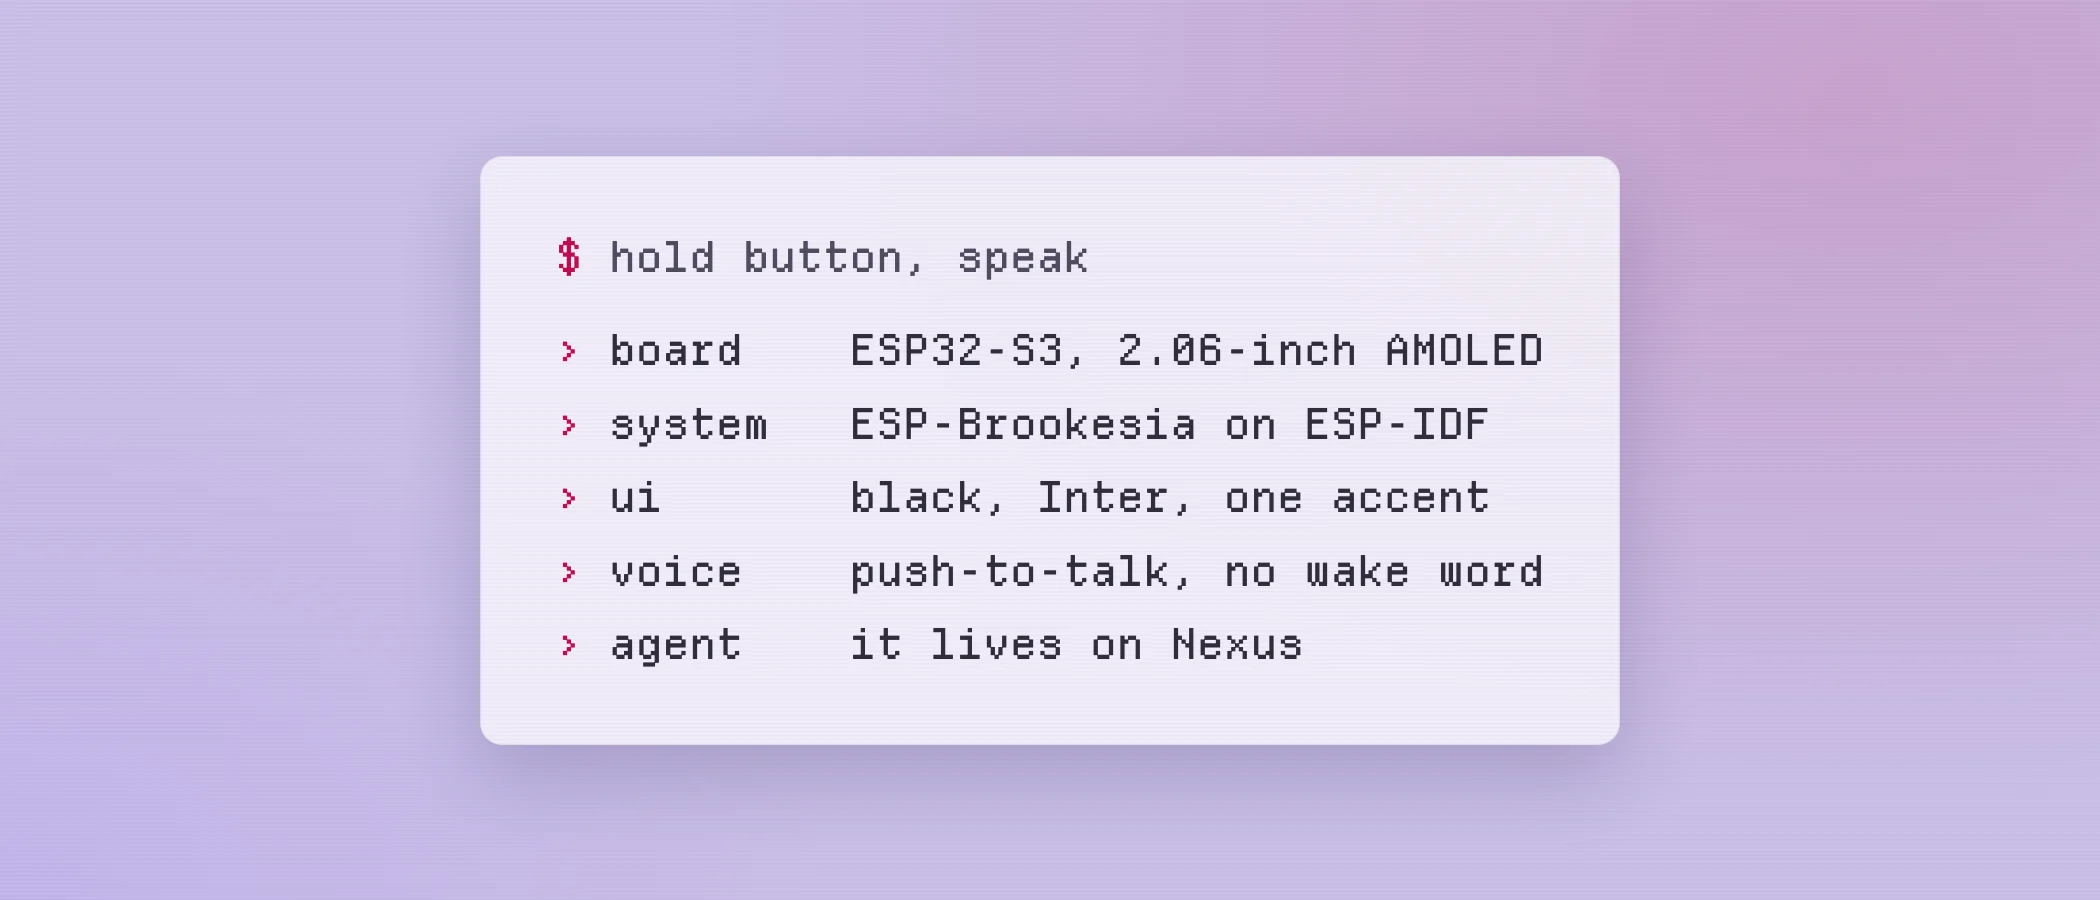 $ hold button, speak
> board ESP32-S3, 2.06-inch AMOLED
> system ESP-Brookesia on ESP-IDF
> ui black, Inter, one accent
> voice push-to-talk, no wake word
> agent it lives on Nexus